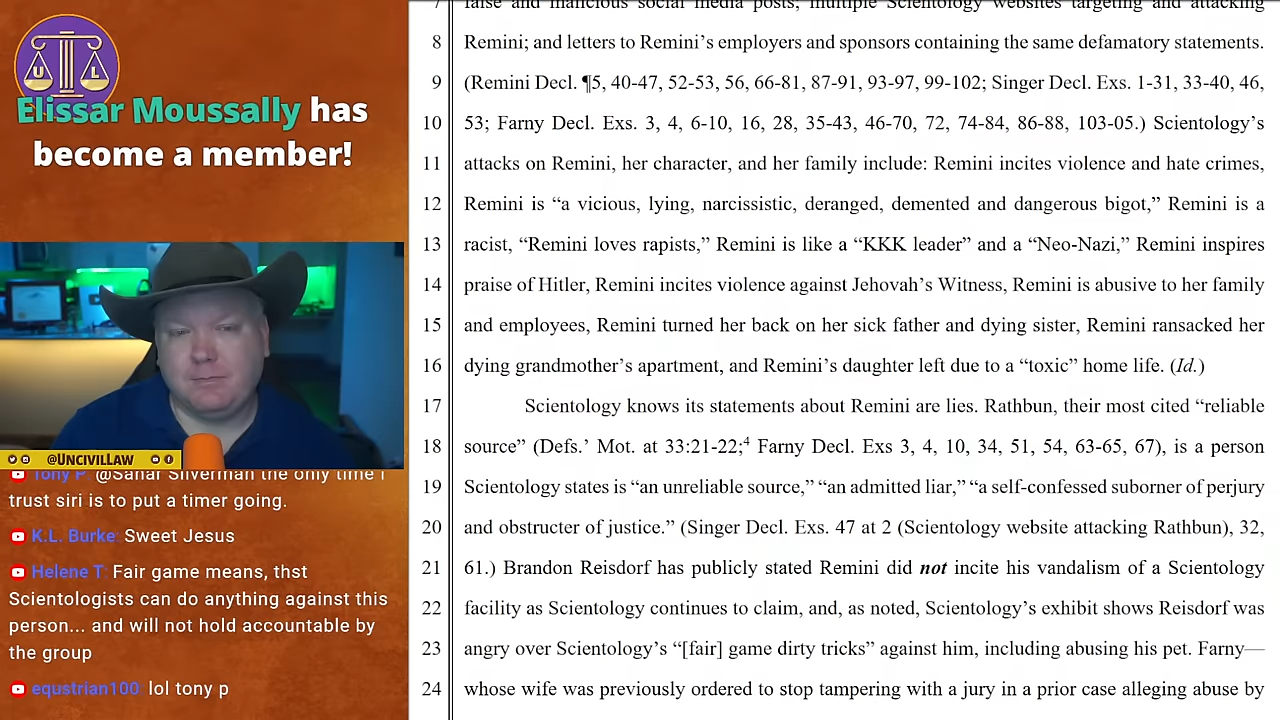 U L
Elissar Moussally has
become a member!
@UNCIVILLAW
Tony P: @Sahar Silverman the only time I
trust siri is to put a timer going.
K.L. Burke: Sweet Jesus
Helene T: Fair game means, thst
Scientologists can do anything against this
person... and will not hold accountable by
the group
equstrian100: lol tony p
7 false and malicious social media posts; multiple Scientology websites targeting and attacking
8 Remini; and letters to Remini’s employers and sponsors containing the same defamatory statements.
9 (Remini Decl. ¶5, 40-47, 52-53, 56, 66-81, 87-91, 93-97, 99-102; Singer Decl. Exs. 1-31, 33-40, 46,
10 53; Farny Decl. Exs. 3, 4, 6-10, 16, 28, 35-43, 46-70, 72, 74-84, 86-88, 103-05.) Scientology’s
11 attacks on Remini, her character, and her family include: Remini incites violence and hate crimes,
12 Remini is “a vicious, lying, narcissistic, deranged, demented and dangerous bigot,” Remini is a
13 racist, “Remini loves rapists,” Remini is like a “KKK leader” and a “Neo-Nazi,” Remini inspires
14 praise of Hitler, Remini incites violence against Jehovah’s Witness, Remini is abusive to her family
15 and employees, Remini turned her back on her sick father and dying sister, Remini ransacked her
16 dying grandmother’s apartment, and Remini’s daughter left due to a “toxic” home life. (Id.)
17 Scientology knows its statements about Remini are lies. Rathbun, their most cited “reliable
18 source” (Defs.’ Mot. at 33:21-22;4 Farny Decl. Exs 3, 4, 10, 34, 51, 54, 63-65, 67), is a person
19 Scientology states is “an unreliable source,” “an admitted liar,” “a self-confessed suborner of perjury
20 and obstructer of justice.” (Singer Decl. Exs. 47 at 2 (Scientology website attacking Rathbun), 32,
21 61.) Brandon Reisdorf has publicly stated Remini did not incite his vandalism of a Scientology
22 facility as Scientology continues to claim, and, as noted, Scientology’s exhibit shows Reisdorf was
23 angry over Scientology’s “[fair] game dirty tricks” against him, including abusing his pet. Farny—
24 whose wife was previously ordered to stop tampering with a jury in a prior case alleging abuse by